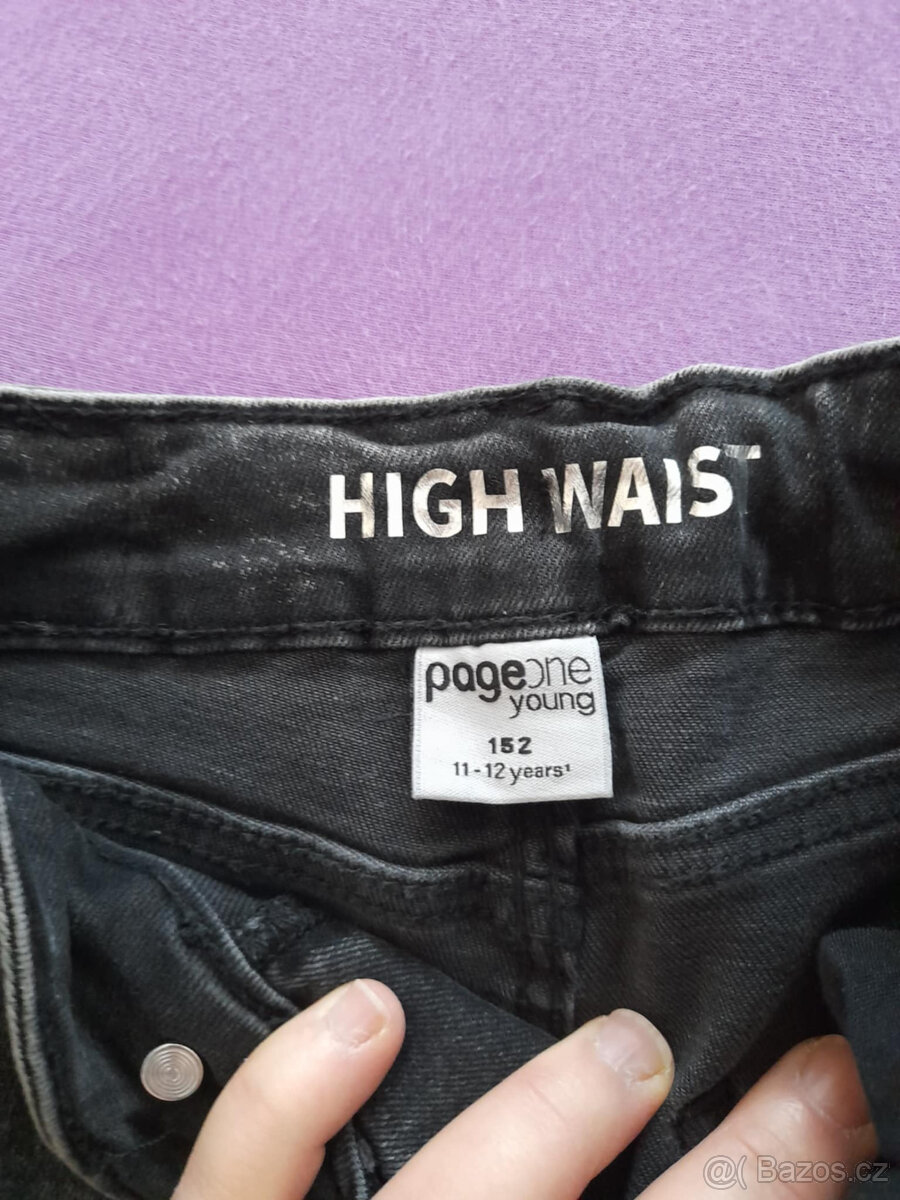 HIGH WAIST
pageone
young
152
11-12 years¹
@( Bazos.cz